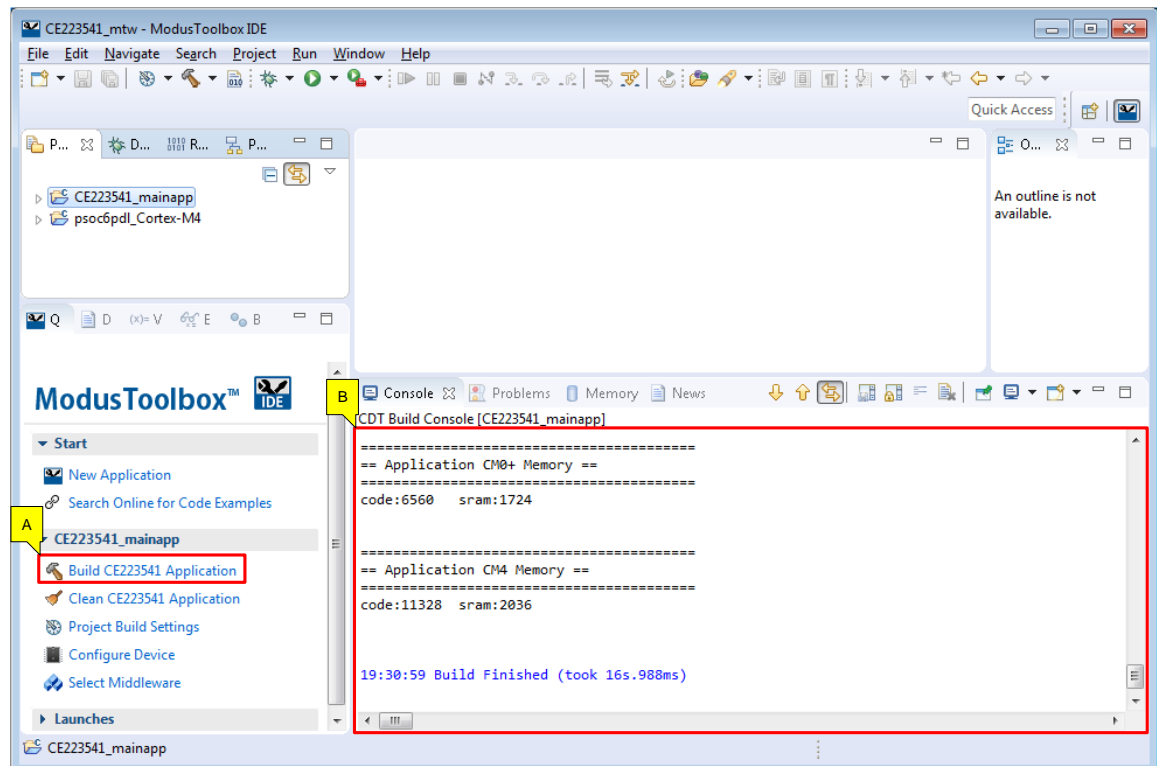 CE223541_mtw - ModusToolbox IDE
File Edit Navigate Search Project Run Window Help
Quick Access
P... D... R... P...
CE223541_mainapp
psoc6pdl_Cortex-M4
O...
An outline is not
available.
Q D (x)= V E B
ModusToolbox™ IDE
Start
New Application
Search Online for Code Examples
A
CE223541_mainapp
Build CE223541 Application
Clean CE223541 Application
Project Build Settings
Configure Device
Select Middleware
Launches
B
Console Problems Memory News
CDT Build Console [CE223541_mainapp]
=========================================
== Application CM0+ Memory ==
=========================================
code:6560 sram:1724
=========================================
== Application CM4 Memory ==
=========================================
code:11328 sram:2036
19:30:59 Build Finished (took 16s.988ms)
CE223541_mainapp